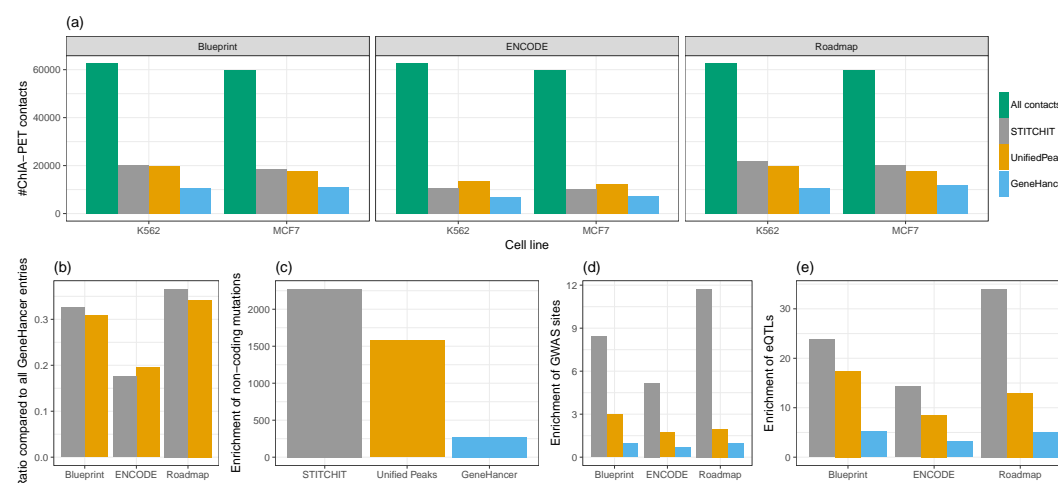 (a)
Blueprint
ENCODE
Roadmap
#ChIA−PET contacts
60000
40000
20000
0
K562
MCF7
K562
MCF7
K562
MCF7
Cell line
All contacts
STITCHIT
UnifiedPea
GeneHanc
(b)
Ratio compared to all GeneHancer entries
0.3
0.2
0.1
0.0
Blueprint
ENCODE
Roadmap
(c)
Enrichment of non−coding mutations
2000
1500
1000
500
0
STITCHIT
Unified Peaks
GeneHancer
(d)
Enrichment of GWAS sites
12
9
6
3
0
Blueprint
ENCODE
Roadmap
(e)
Enrichment of eQTLs
30
20
10
0
Blueprint
ENCODE
Roadmap